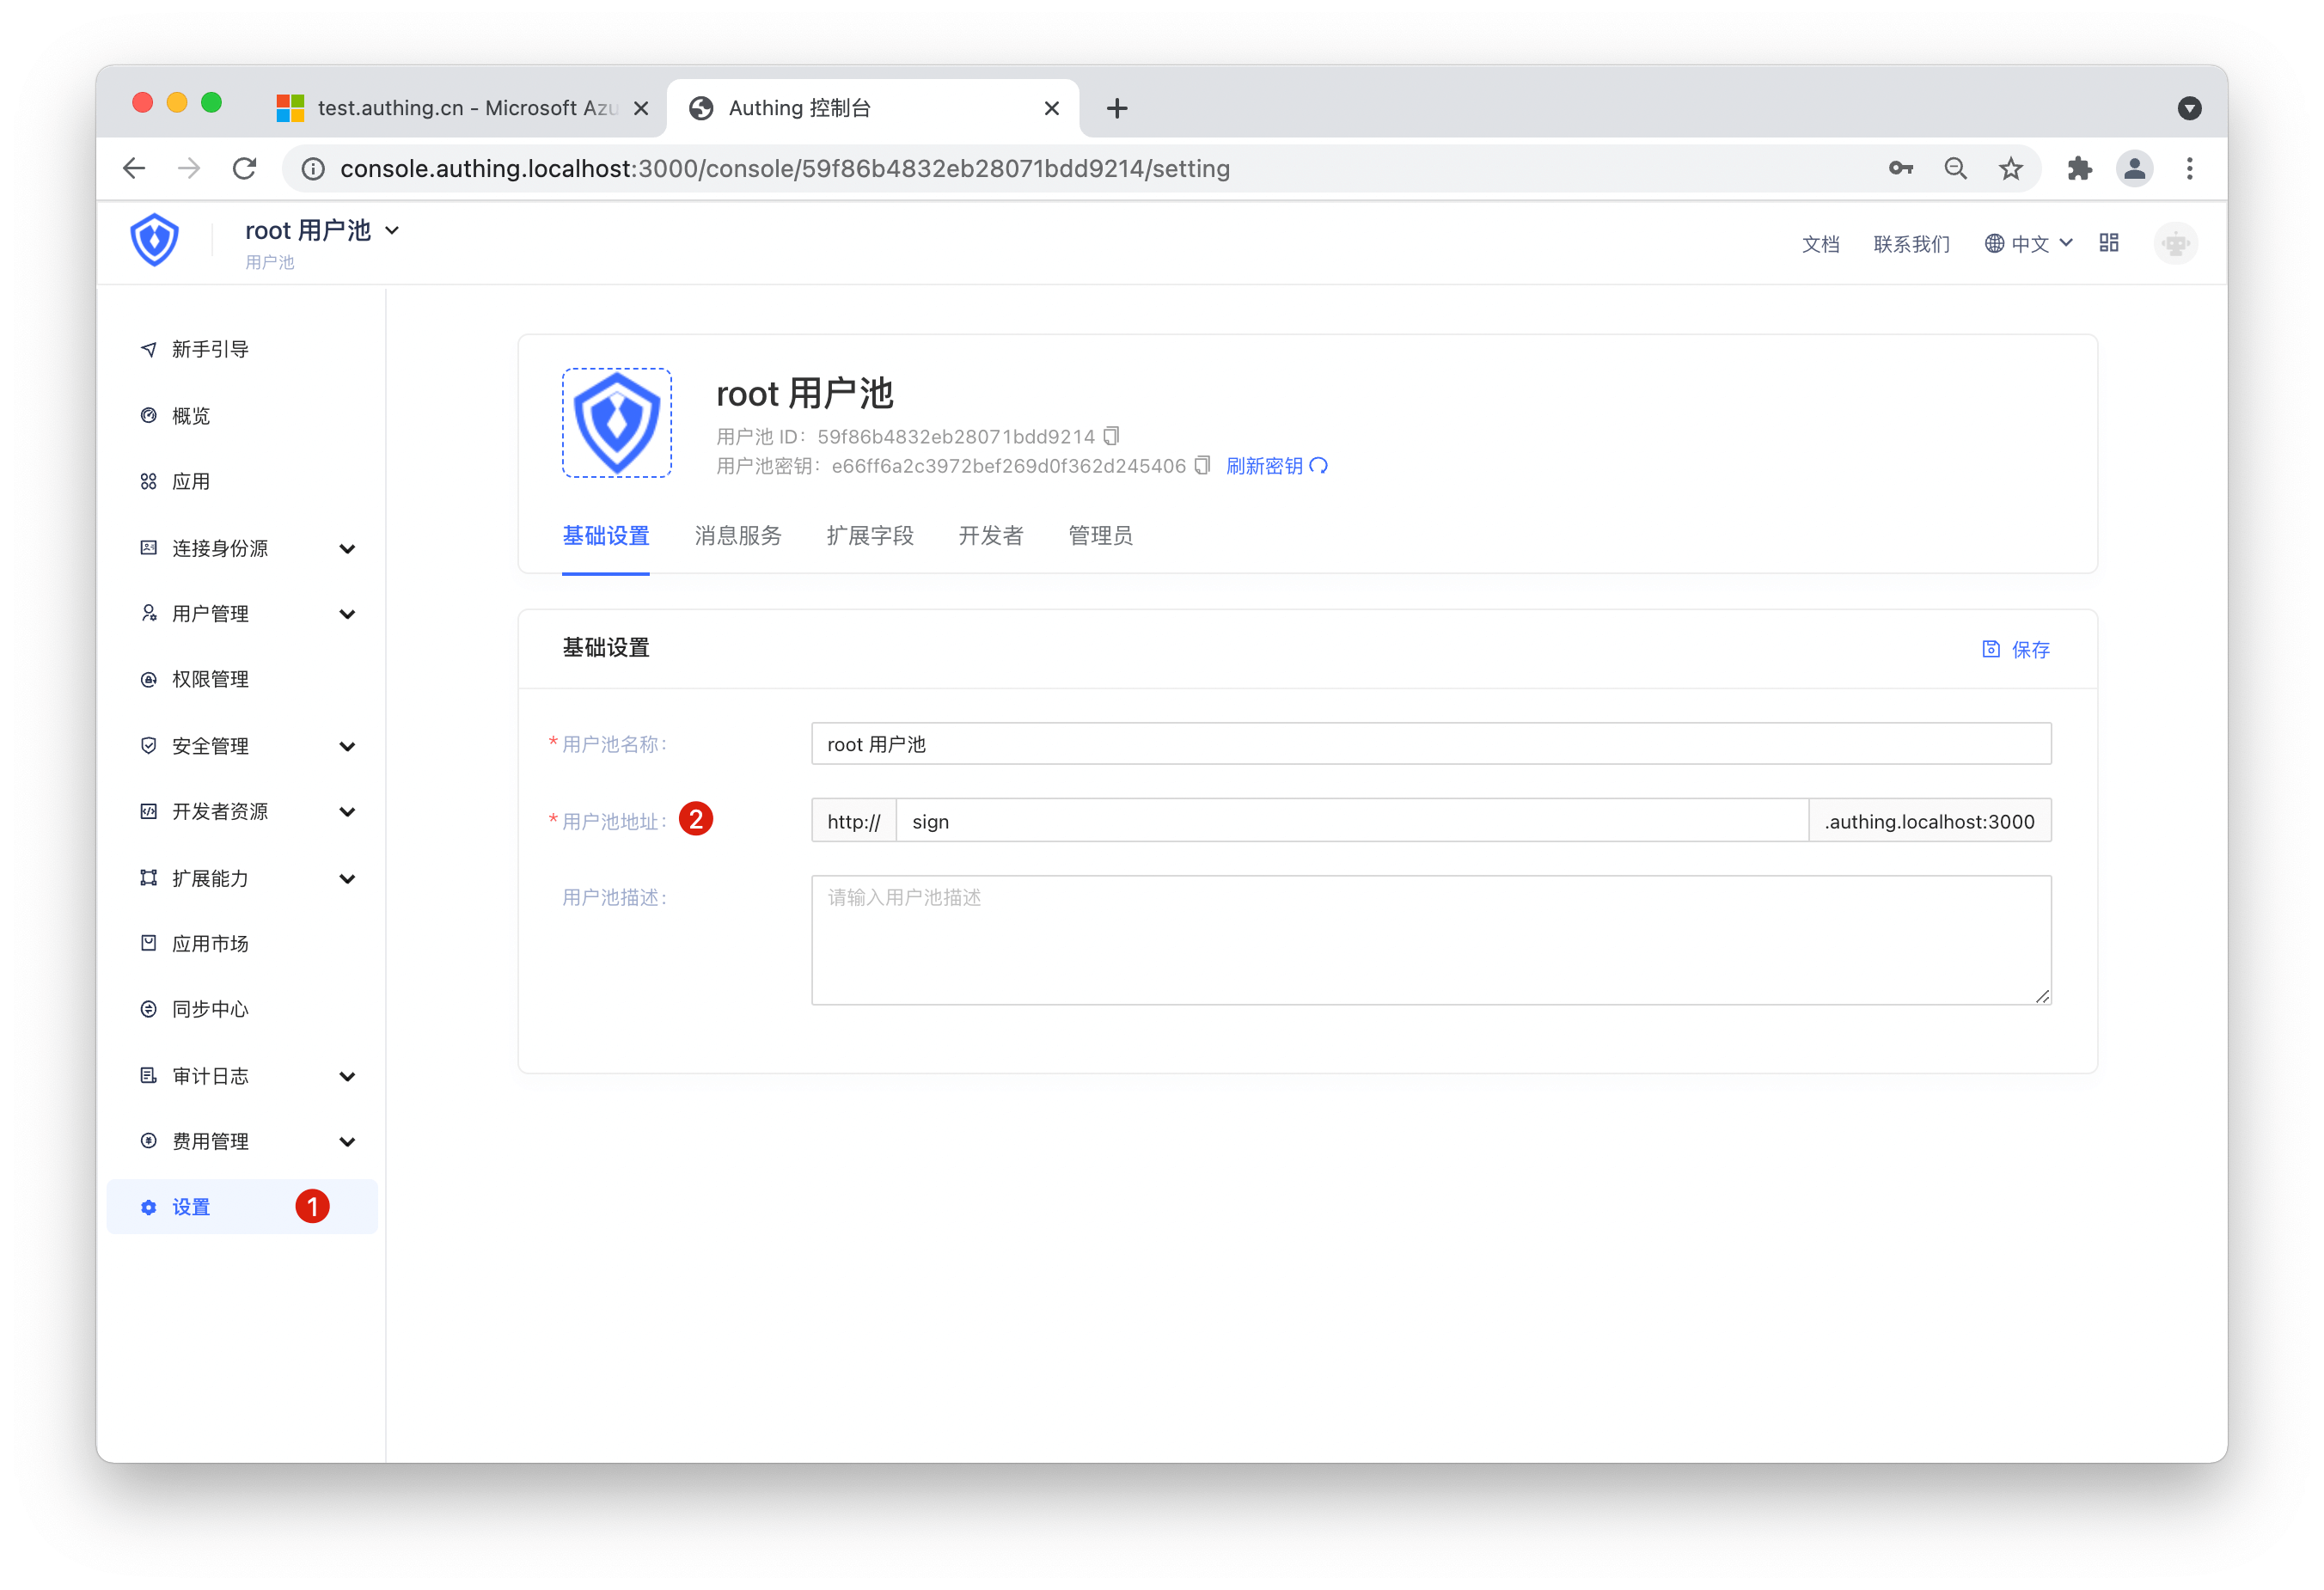 test.authing.cn - Microsoft Azu
Authing 控制台
console.authing.localhost:3000/console/59f86b4832eb28071bdd9214/setting
root 用户池
用户池
文档 联系我们 中文
新手引导
概览
应用
连接身份源
用户管理
权限管理
安全管理
开发者资源
扩展能力
应用市场
同步中心
审计日志
费用管理
设置 1
root 用户池
用户池 ID: 59f86b4832eb28071bdd9214
用户池密钥: e66ff6a2c3972bef269d0f362d245406 刷新密钥
基础设置 消息服务 扩展字段 开发者 管理员
基础设置 保存
* 用户池名称: root 用户池
* 用户池地址: 2 http:// sign .authing.localhost:3000
用户池描述: 请输入用户池描述